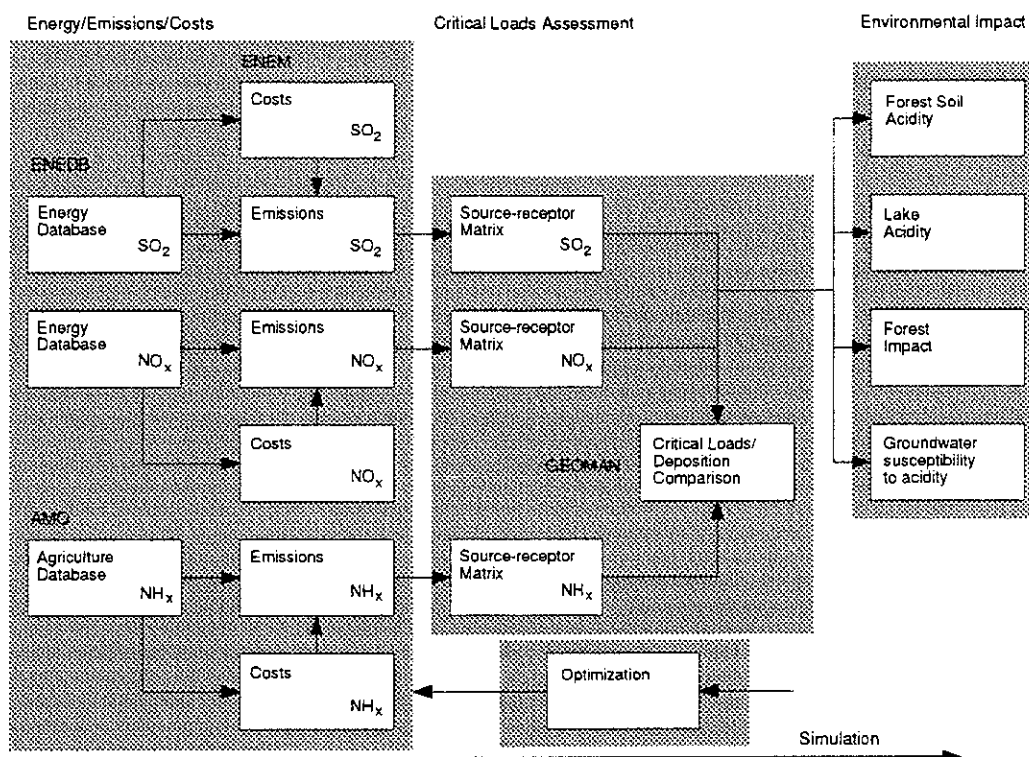 Energy/Emissions/Costs
Critical Loads Assessment
Environmental Impact
ENEM
Costs
SO2
ENEDB
Energy
Database
SO2
Emissions
SO2
Source-receptor
Matrix
SO2
Energy
Database
NOx
Emissions
NOx
Source-receptor
Matrix
NOx
Costs
NOx
GEOMAN
Critical Loads/
Deposition
Comparison
AMO
Agriculture
Database
NHx
Emissions
NHx
Source-receptor
Matrix
NHx
Costs
NHx
Optimization
Simulation
Forest Soil
Acidity
Lake
Acidity
Forest
Impact
Groundwater
susceptibility
to acidity